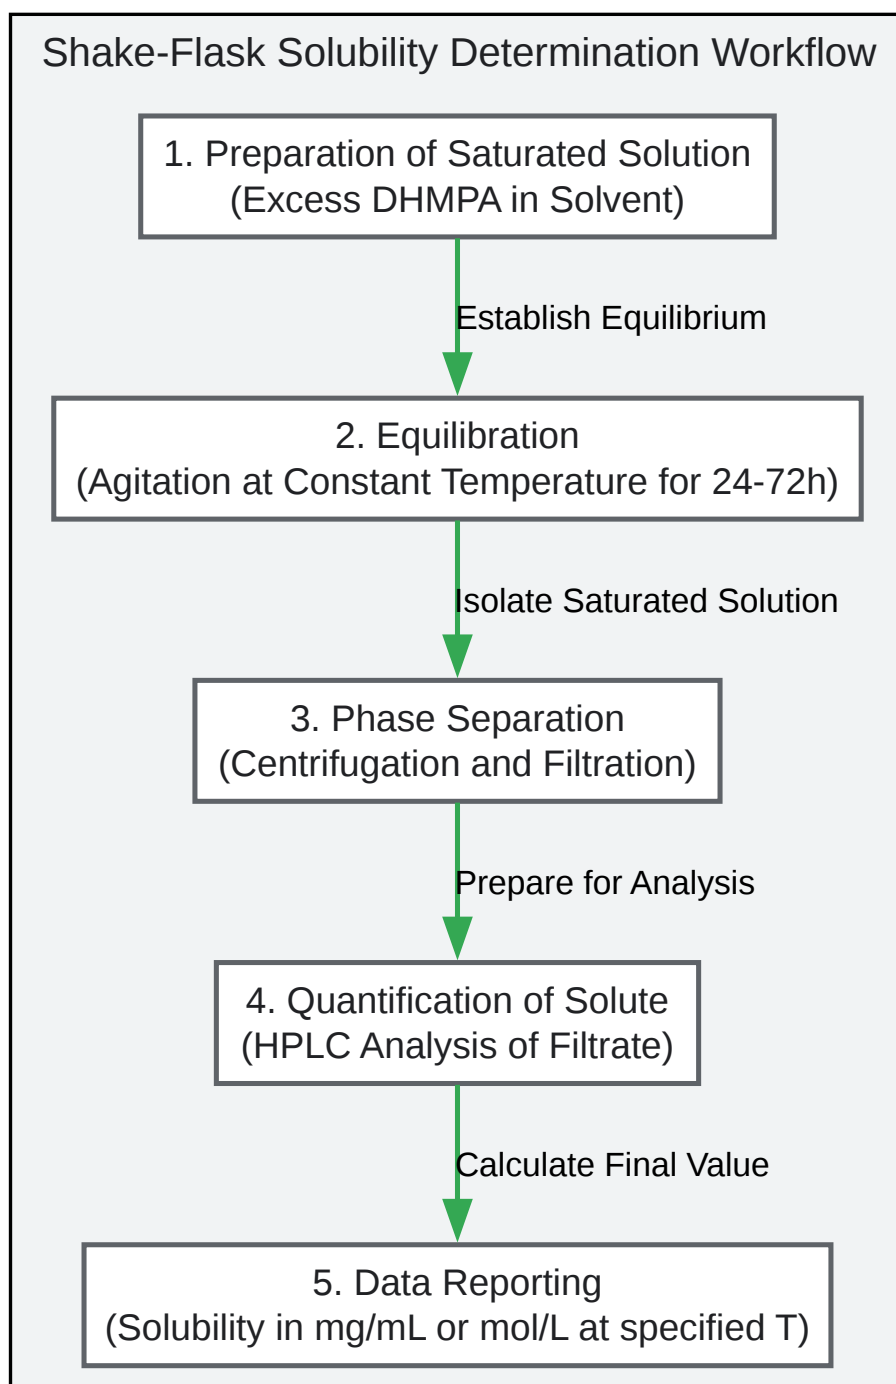 Shake-Flask Solubility Determination Workflow
1. Preparation of Saturated Solution
(Excess DHMPA in Solvent)
Establish Equilibrium
2. Equilibration
(Agitation at Constant Temperature for 24-72h)
Isolate Saturated Solution
3. Phase Separation
(Centrifugation and Filtration)
Prepare for Analysis
4. Quantification of Solute
(HPLC Analysis of Filtrate)
Calculate Final Value
5. Data Reporting
(Solubility in mg/mL or mol/L at specified T)